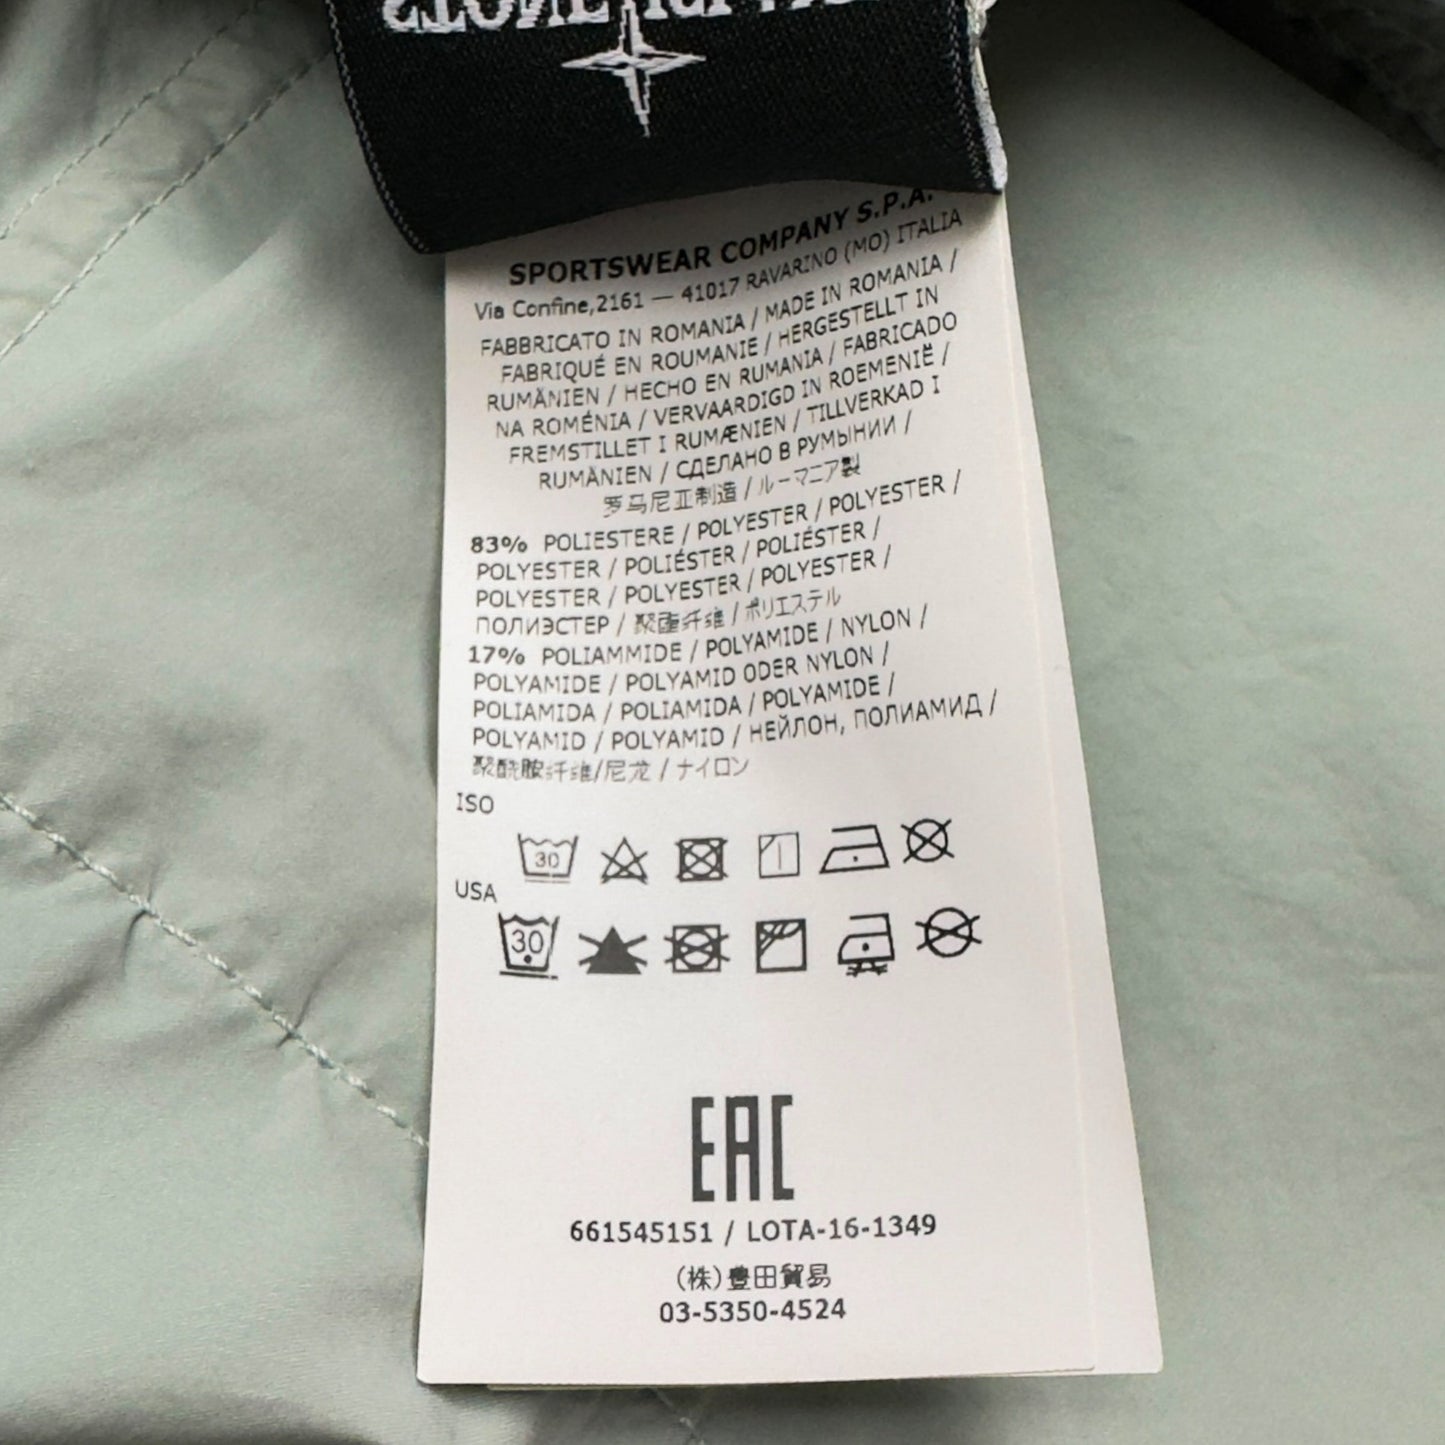 STONE ISLAND
SPORTSWEAR COMPANY S.P.A.
Via Confine,2161 — 41017 RAVARINO (MO) ITALIA
FABBRICATO IN ROMANIA / MADE IN ROMANIA /
FABRIQUÉ EN ROUMANIE / HERGESTELLT IN
RUMÄNIEN / HECHO EN RUMANIA / FABRICADO
NA ROMÉNIA / VERVAARDIGD IN ROEMENIË /
FREMSTILLET I RUMÆNIEN / TILLVERKAD I
RUMÄNIEN / СДЕЛАНО В РУМЫНИИ /
罗马尼亚制造 / ルーマニア製
83% POLIESTERE / POLYESTER / POLYESTER /
POLYESTER / POLIÉSTER / POLIÉSTER /
POLYESTER / POLYESTER / POLYESTER /
ПОЛИЭСТЕР / 聚酯纤维 / ポリエステル
17% POLIAMMIDE / POLYAMIDE / NYLON /
POLYAMIDE / POLYAMID ODER NYLON /
POLIAMIDA / POLIAMIDA / POLYAMIDE /
POLYAMID / POLYAMID / НЕЙЛОН, ПОЛИАМИД /
聚酰胺纤维/尼龙 / ナイロン
ISO
30
USA
30
EAC
661545151 / LOTA-16-1349
(株)豊田貿易
03-5350-4524